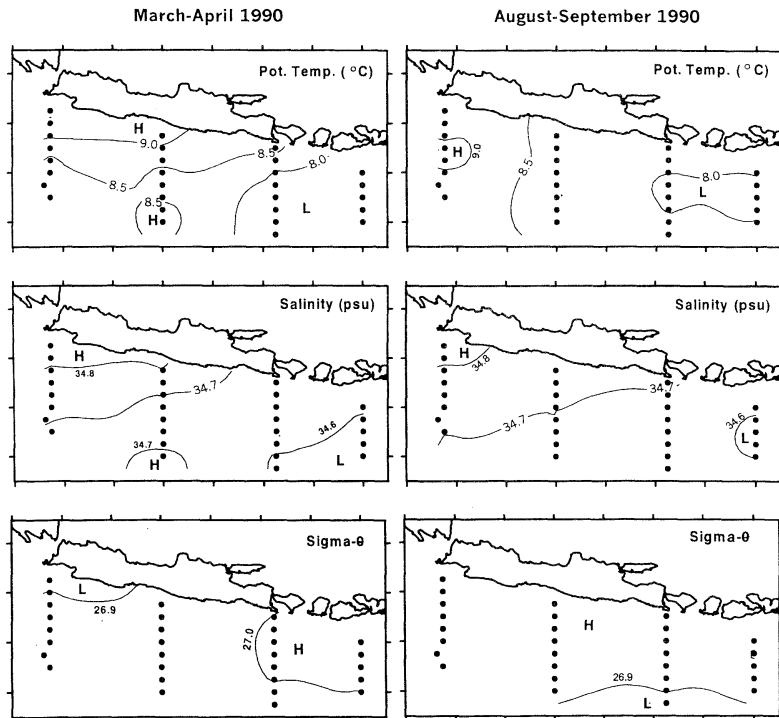 March-April 1990
August-September 1990
Pot. Temp. (°C)
H
9.0
8.5
8.0
8.5
8.5
H
L
Pot. Temp. (°C)
H
9.0
8.5
8.0
L
Salinity (psu)
H
34.8
34.7
34.7
34.6
H
L
Salinity (psu)
H
34.8
34.7
34.7
34.6
L
Sigma-θ
L
26.9
27.0
H
Sigma-θ
H
26.9
L